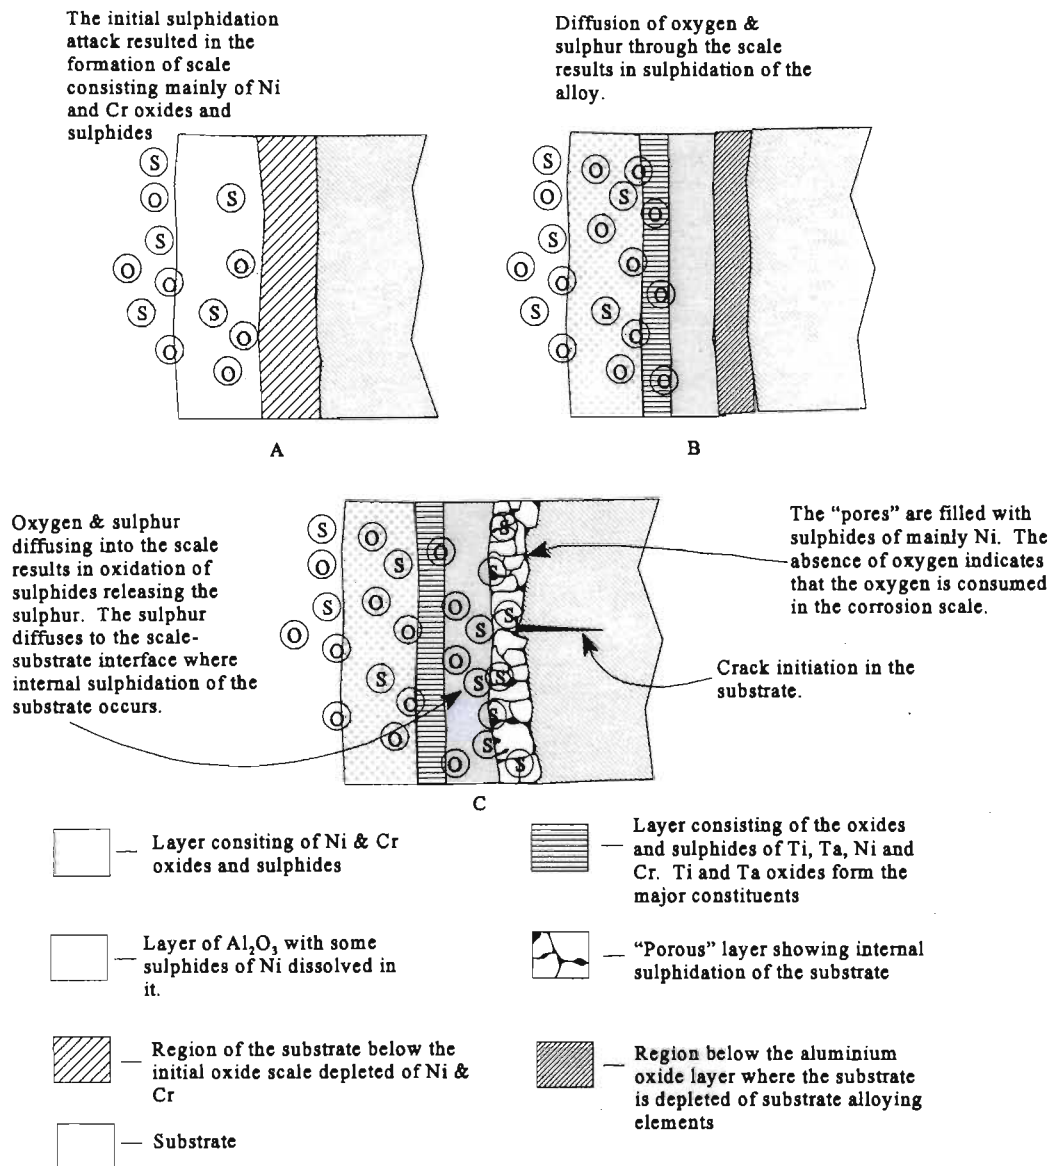 The initial sulphidation
attack resulted in the
formation of scale
consisting mainly of Ni
and Cr oxides and
sulphides
Diffusion of oxygen &
sulphur through the scale
results in sulphidation of the
alloy.
S
O
S
S
O
O
O
S
S
O
O
O
A
S
O
O
O
S
O
S
O
O
O
O
O
S
S
O
O
O
O
B
Oxygen & sulphur
diffusing into the scale
results in oxidation of
sulphides releasing the
sulphur. The sulphur
diffuses to the scale-
substrate interface where
internal sulphidation of the
substrate occurs.
S
O
S
O
O
O
O
S
O
O
S
O
O
O
O
O
O
S
S
S
S
S
S
S
S
C
The "pores" are filled with
sulphides of mainly Ni. The
absence of oxygen indicates
that the oxygen is consumed
in the corrosion scale.
Crack initiation in the
substrate.
— Layer consiting of Ni & Cr
oxides and sulphides
— Layer consisting of the oxides
and sulphides of Ti, Ta, Ni and
Cr. Ti and Ta oxides form the
major constituents
— Layer of Al₂O₃ with some
sulphides of Ni dissolved in
it.
— "Porous" layer showing internal
sulphidation of the substrate
— Region of the substrate below the
initial oxide scale depleted of Ni &
Cr
— Region below the aluminium
oxide layer where the substrate
is depleted of substrate alloying
elements
— Substrate